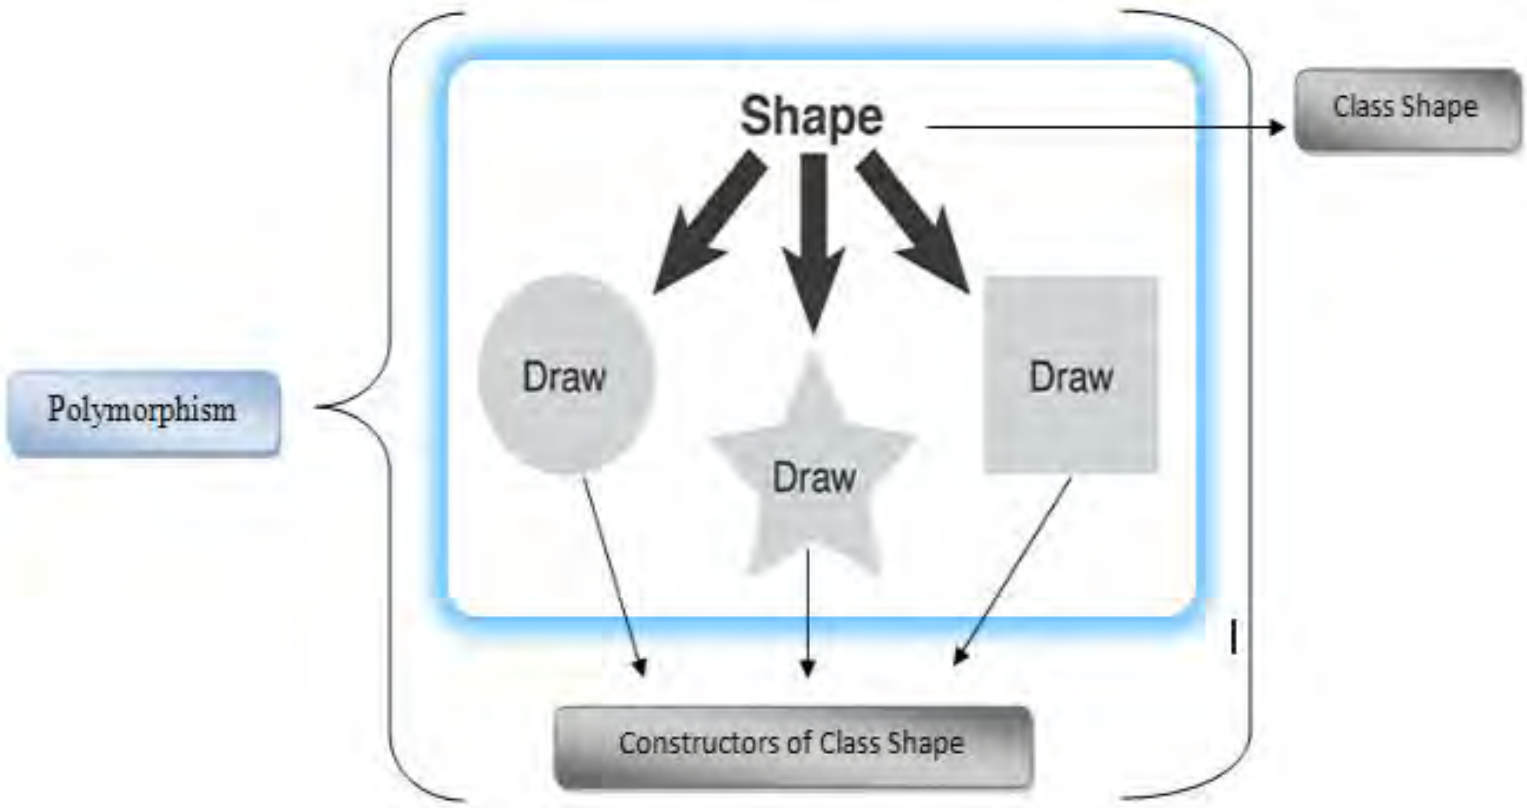 Shape
Class Shape
Draw
Draw
Polymorphism
Draw
Constructors of Class Shape